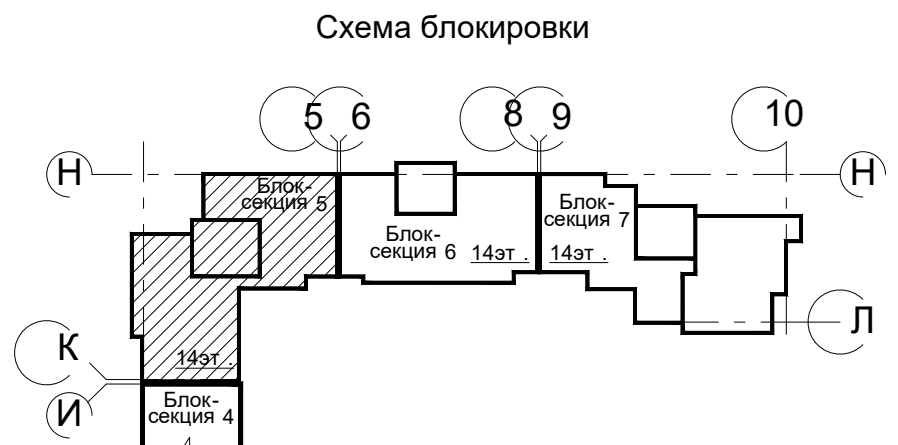 Схема блокировки
5 6 8 9 10
Н Н
Блок-
секция 5
Блок-
секция 6
14эт .
Блок-
секция 7
14эт .
Л
К
14эт .
И
Блок-
секция 4